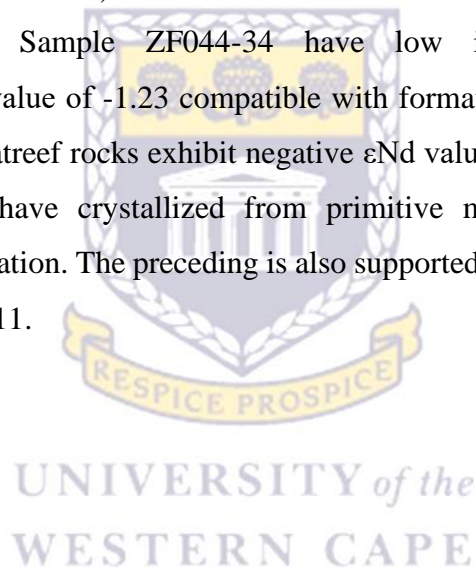 Sample ZF044-34 have low i
value of -1.23 compatible with format
atreef rocks exhibit negative εNd valu
have crystallized from primitive m
ation. The preceding is also supported
11.
RESPICE PROSPICE
UNIVERSITY of the
WESTERN CAPE